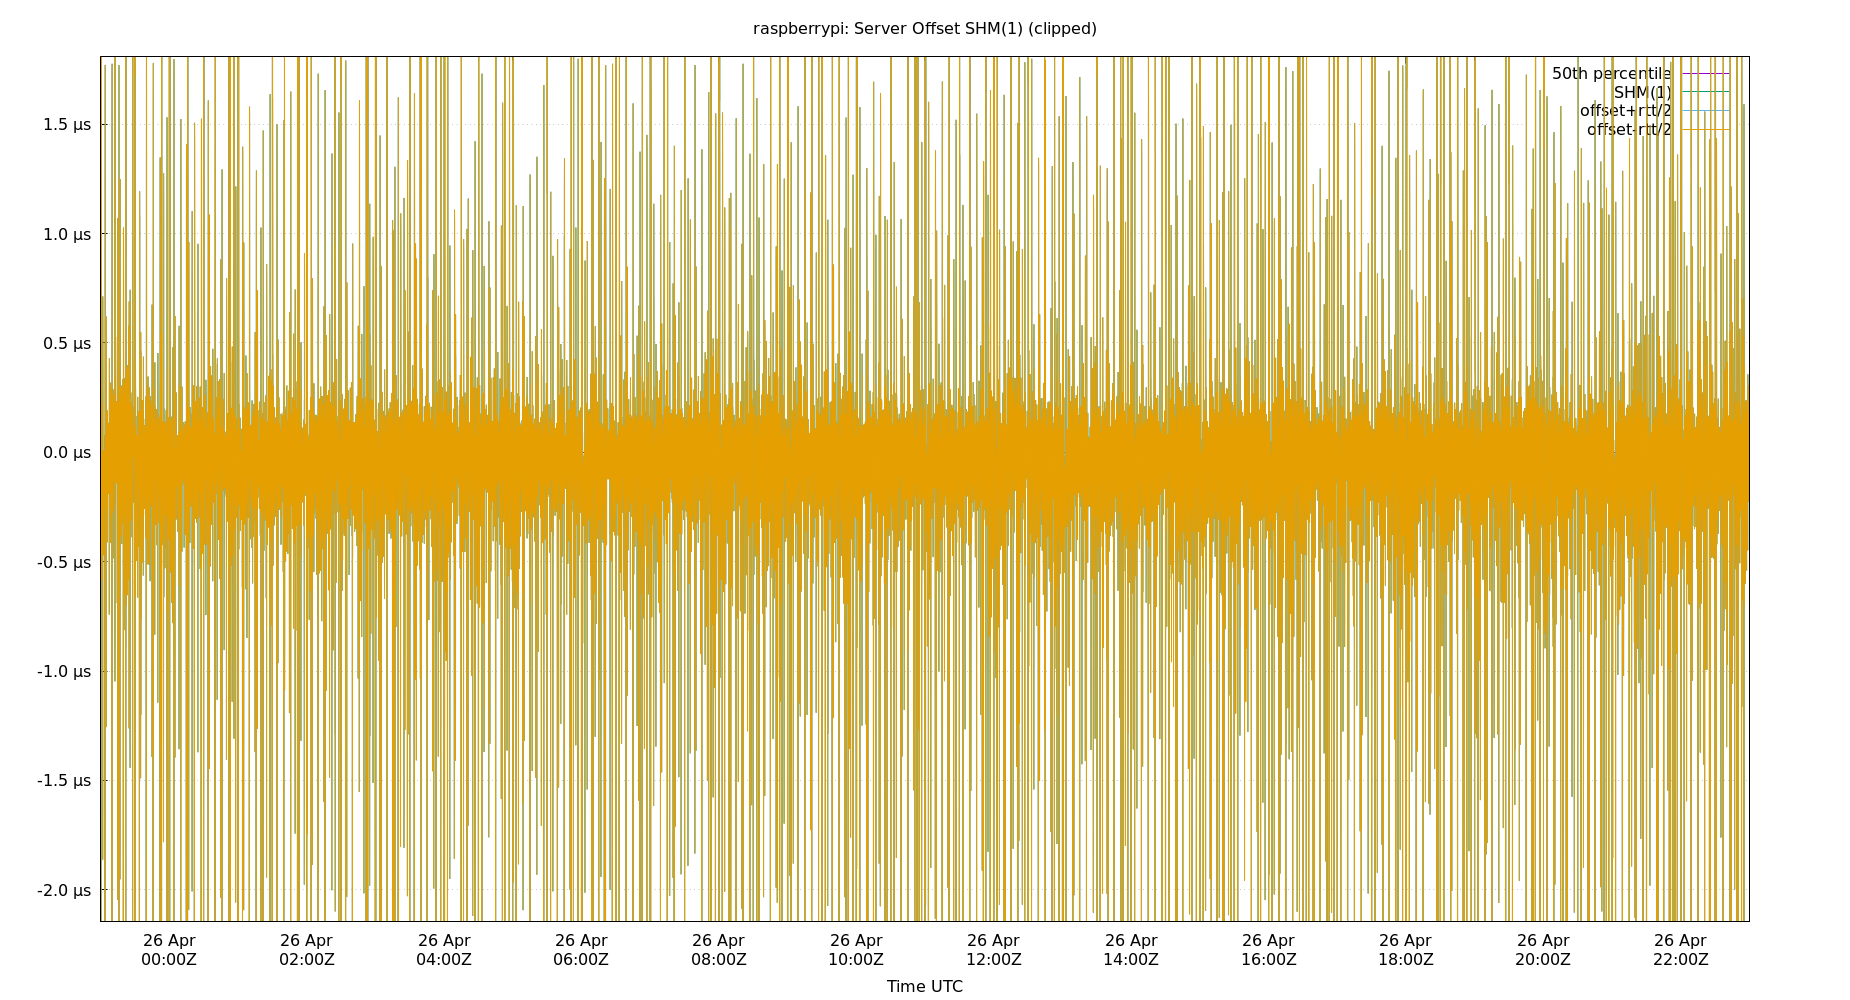 raspberrypi: Server Offset SHM(1) (clipped)
50th percentile
SHM(1)
offset+rtt/2
offset-rtt/2
1.5 µs
1.0 µs
0.5 µs
0.0 µs
-0.5 µs
-1.0 µs
-1.5 µs
-2.0 µs
26 Apr 26 Apr 26 Apr 26 Apr 26 Apr 26 Apr 26 Apr 26 Apr 26 Apr 26 Apr 26 Apr 26 Apr
00:00Z 02:00Z 04:00Z 06:00Z 08:00Z 10:00Z 12:00Z 14:00Z 16:00Z 18:00Z 20:00Z 22:00Z
Time UTC